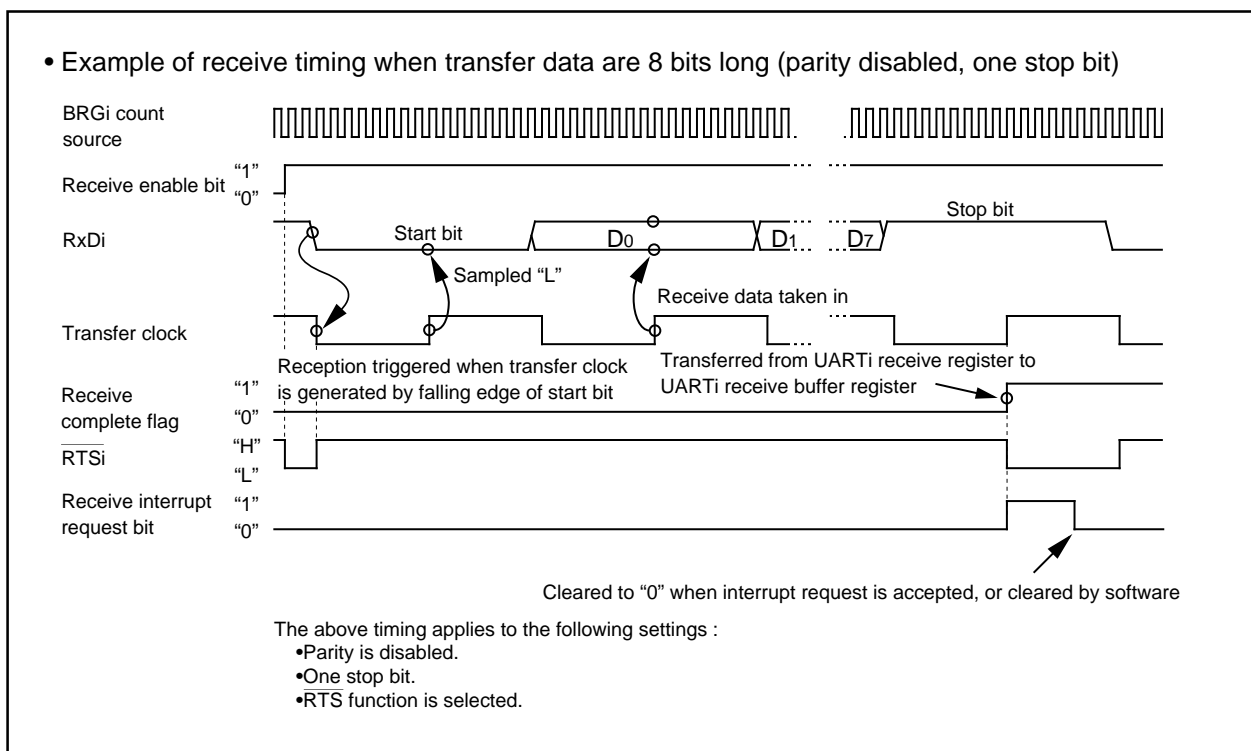 • Example of receive timing when transfer data are 8 bits long (parity disabled, one stop bit)
BRGi count
source
Receive enable bit
“1”
“0”
RxDi
Start bit
D0
D1
D7
Stop bit
Sampled “L”
Receive data taken in
Transfer clock
Reception triggered when transfer clock
is generated by falling edge of start bit
Transferred from UARTi receive register to
UARTi receive buffer register
Receive
complete flag
“1”
“0”
RTSi
“H”
“L”
Receive interrupt
request bit
“1”
“0”
Cleared to “0” when interrupt request is accepted, or cleared by software
The above timing applies to the following settings :
•Parity is disabled.
•One stop bit.
•RTS function is selected.